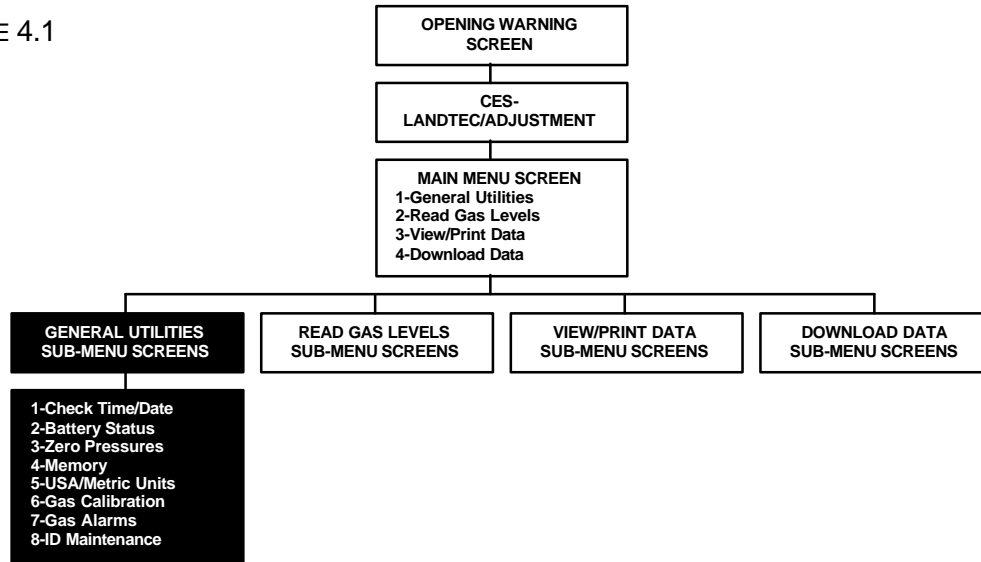 4.1
OPENING WARNING
SCREEN
CES-
LANDTEC/ADJUSTMENT
MAIN MENU SCREEN
1-General Utilities
2-Read Gas Levels
3-View/Print Data
4-Download Data
GENERAL UTILITIES
SUB-MENU SCREENS
READ GAS LEVELS
SUB-MENU SCREENS
VIEW/PRINT DATA
SUB-MENU SCREENS
DOWNLOAD DATA
SUB-MENU SCREENS
1-Check Time/Date
2-Battery Status
3-Zero Pressures
4-Memory
5-USA/Metric Units
6-Gas Calibration
7-Gas Alarms
8-ID Maintenance